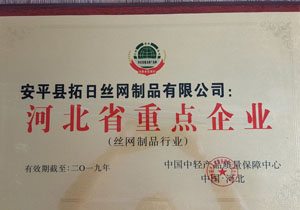 安平县拓日丝网制品有限公司：
河北省重点企业
(丝网制品行业)
有效期截至:二〇一九年
中国中轻产品质量保障中心
中国·河北